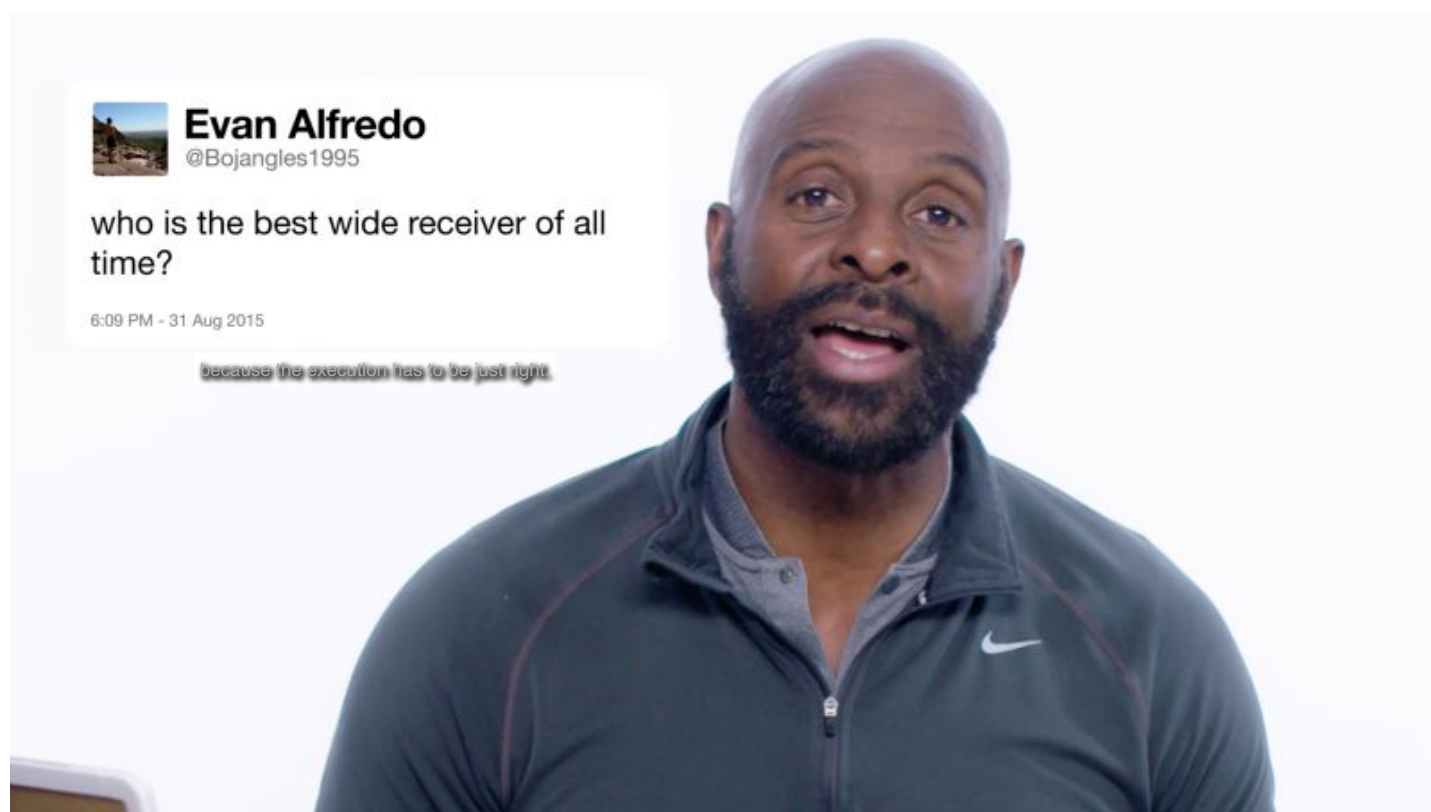 Evan Alfredo
@Bojangles1995
who is the best wide receiver of all
time?
6:09 PM - 31 Aug 2015
because the execution has to be just right.